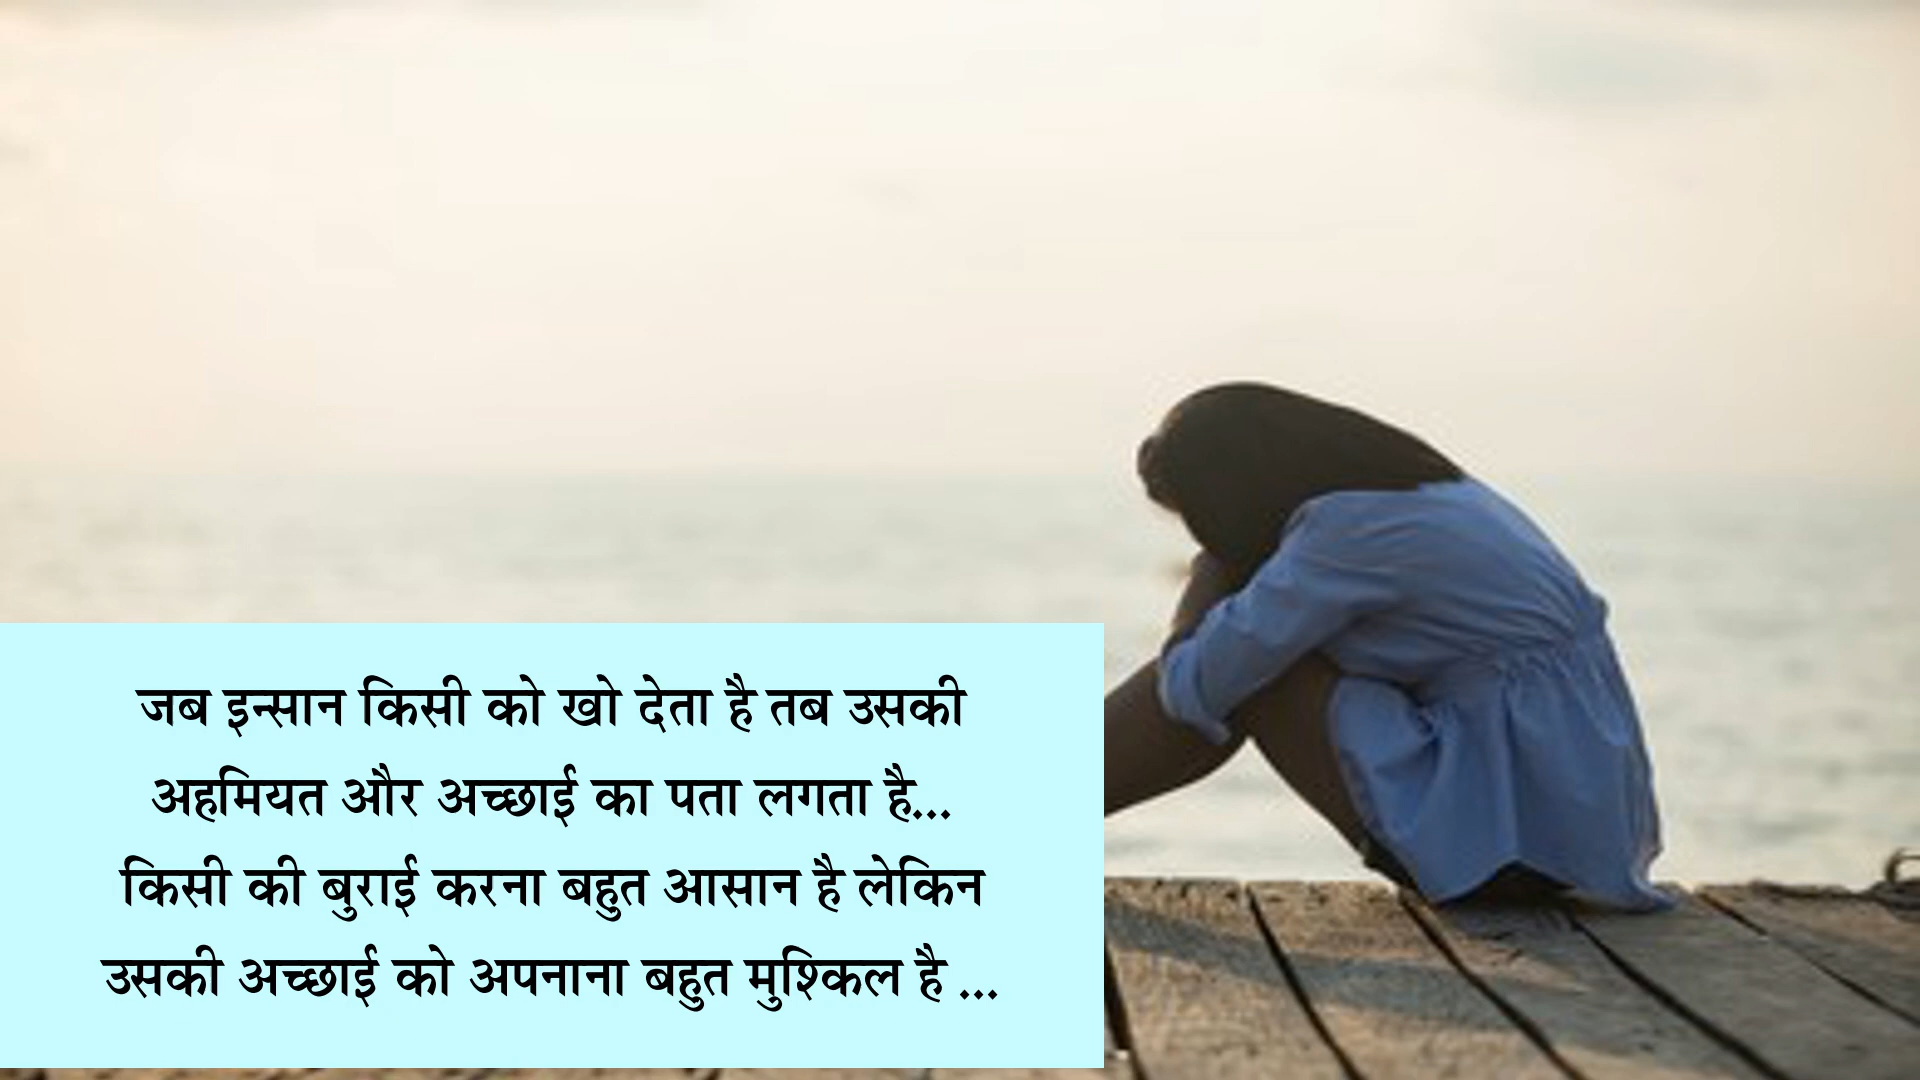 जब इन्सान किसी को खो देता है तब उसकी
अहमियत और अच्छाई का पता लगता है...
किसी की बुराई करना बहुत आसान है लेकिन
उसकी अच्छाई को अपनाना बहुत मुश्किल है ...